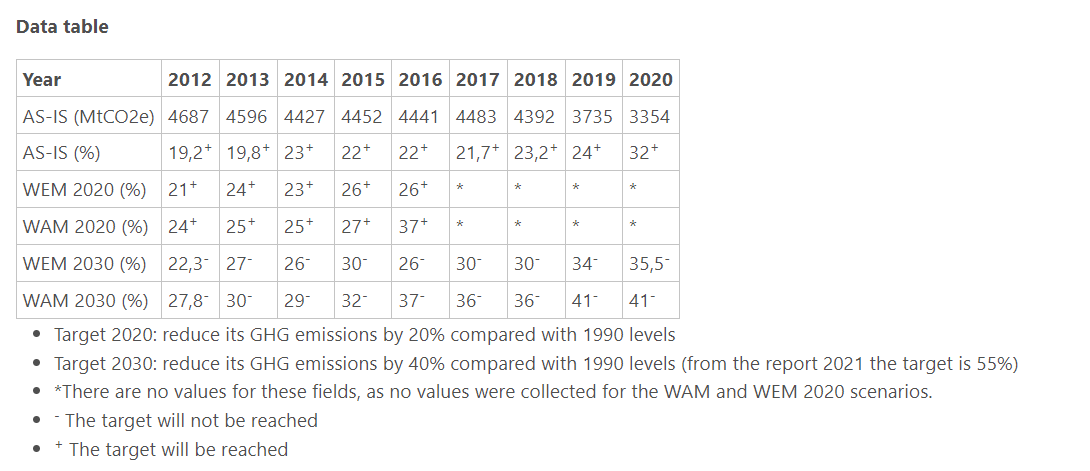 Data table
Year 2012 2013 2014 2015 2016 2017 2018 2019 2020
AS-IS (MtCO2e) 4687 4596 4427 4452 4441 4483 4392 3735 3354
AS-IS (%) 19,2⁺ 19,8⁺ 23⁺ 22⁺ 22⁺ 21,7⁺ 23,2⁺ 24⁺ 32⁺
WEM 2020 (%) 21⁺ 24⁺ 23⁺ 26⁺ 26⁺ * * * *
WAM 2020 (%) 24⁺ 25⁺ 25⁺ 27⁺ 37⁺ * * * *
WEM 2030 (%) 22,3⁻ 27⁻ 26⁻ 30⁻ 26⁻ 30⁻ 30⁻ 34⁻ 35,5⁻
WAM 2030 (%) 27,8⁻ 30⁻ 29⁻ 32⁻ 37⁻ 36⁻ 36⁻ 41⁻ 41⁻
• Target 2020: reduce its GHG emissions by 20% compared with 1990 levels
• Target 2030: reduce its GHG emissions by 40% compared with 1990 levels (from the report 2021 the target is 55%)
• *There are no values for these fields, as no values were collected for the WAM and WEM 2020 scenarios.
• ⁻ The target will not be reached
• ⁺ The target will be reached